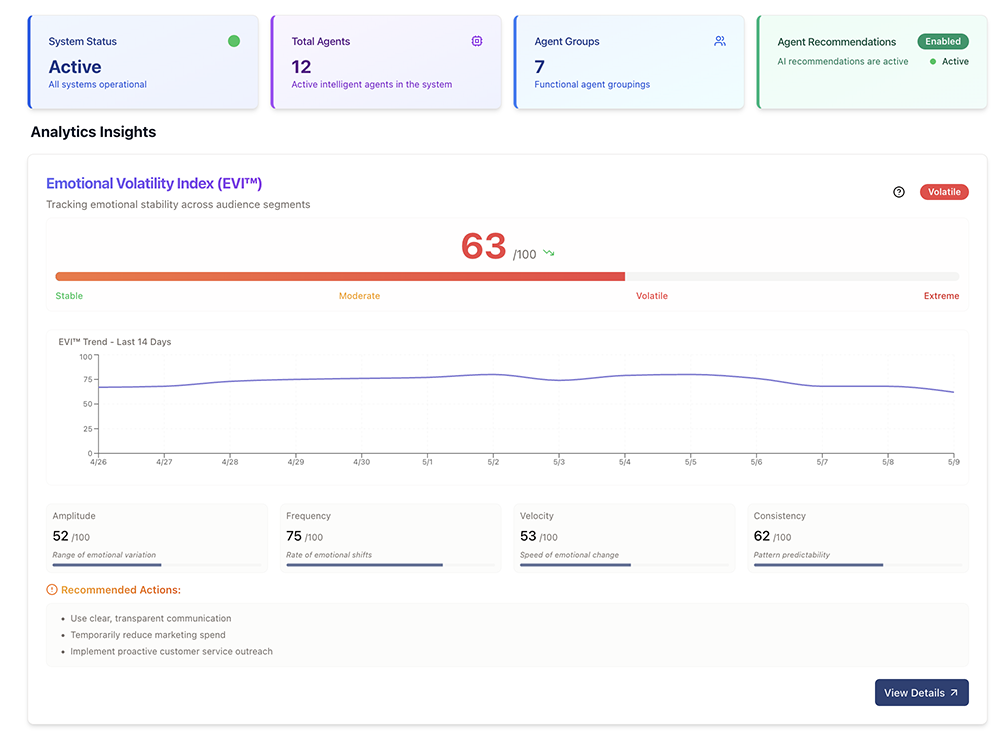 System Status
Active
All systems operational
Total Agents
12
Active intelligent agents in the system
Agent Groups
7
Functional agent groupings
Agent Recommendations
Enabled
AI recommendations are active
Active
Analytics Insights
Emotional Volatility Index (EVI™)
Tracking emotional stability across audience segments
Volatile
63 /100
Stable Moderate Volatile Extreme
EVI™ Trend - Last 14 Days
100
75
50
25
0
4/26 4/27 4/28 4/29 4/30 5/1 5/2 5/3 5/4 5/5 5/6 5/7 5/8 5/9
Amplitude
52 /100
Range of emotional variation
Frequency
75 /100
Rate of emotional shifts
Velocity
53 /100
Speed of emotional change
Consistency
62 /100
Pattern predictability
Recommended Actions:
• Use clear, transparent communication
• Temporarily reduce marketing spend
• Implement proactive customer service outreach
View Details